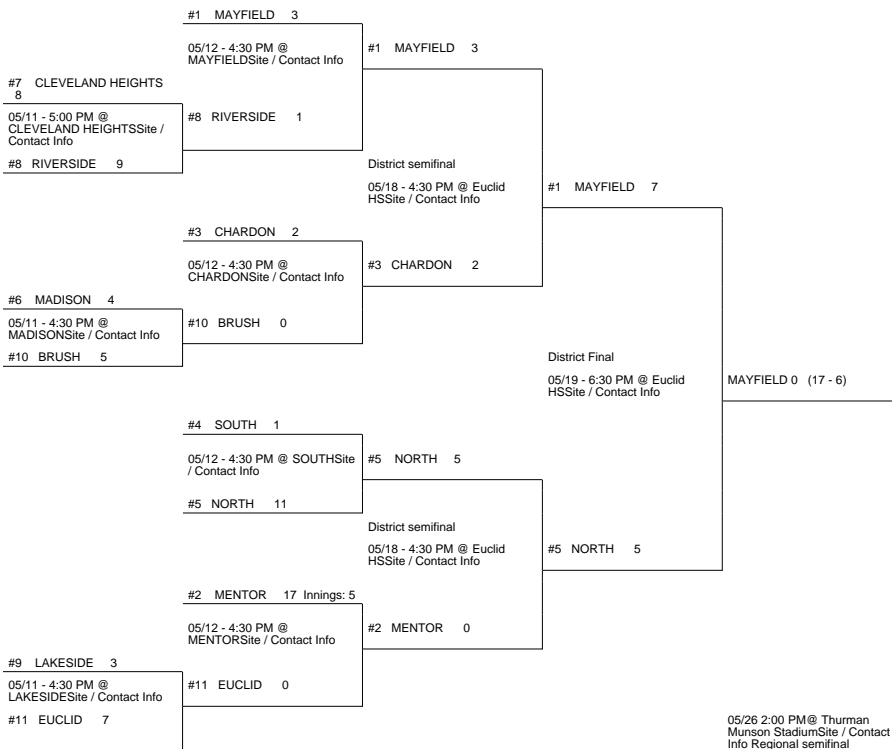 #1 MAYFIELD 3
05/12 - 4:30 PM @
MAYFIELDSite / Contact Info
#1 MAYFIELD 3
#7 CLEVELAND HEIGHTS
8
05/11 - 5:00 PM @
CLEVELAND HEIGHTSSite /
Contact Info
#8 RIVERSIDE 1
#8 RIVERSIDE 9
District semifinal
05/18 - 4:30 PM @ Euclid
HSSite / Contact Info
#1 MAYFIELD 7
#3 CHARDON 2
05/12 - 4:30 PM @
CHARDONSite / Contact Info
#3 CHARDON 2
#6 MADISON 4
05/11 - 4:30 PM @
MADISONSite / Contact Info
#10 BRUSH 0
#10 BRUSH 5
District Final
05/19 - 6:30 PM @ Euclid
HSSite / Contact Info
MAYFIELD 0 (17 - 6)
#4 SOUTH 1
05/12 - 4:30 PM @ SOUTHSite
/ Contact Info
#5 NORTH 5
#5 NORTH 11
District semifinal
05/18 - 4:30 PM @ Euclid
HSSite / Contact Info
#5 NORTH 5
#2 MENTOR 17 Innings: 5
05/12 - 4:30 PM @
MENTORSite / Contact Info
#2 MENTOR 0
#9 LAKESIDE 3
05/11 - 4:30 PM @
LAKESIDESite / Contact Info
#11 EUCLID 0
#11 EUCLID 7
05/26 2:00 PM@ Thurman
Munson StadiumSite / Contact
Info Regional semifinal